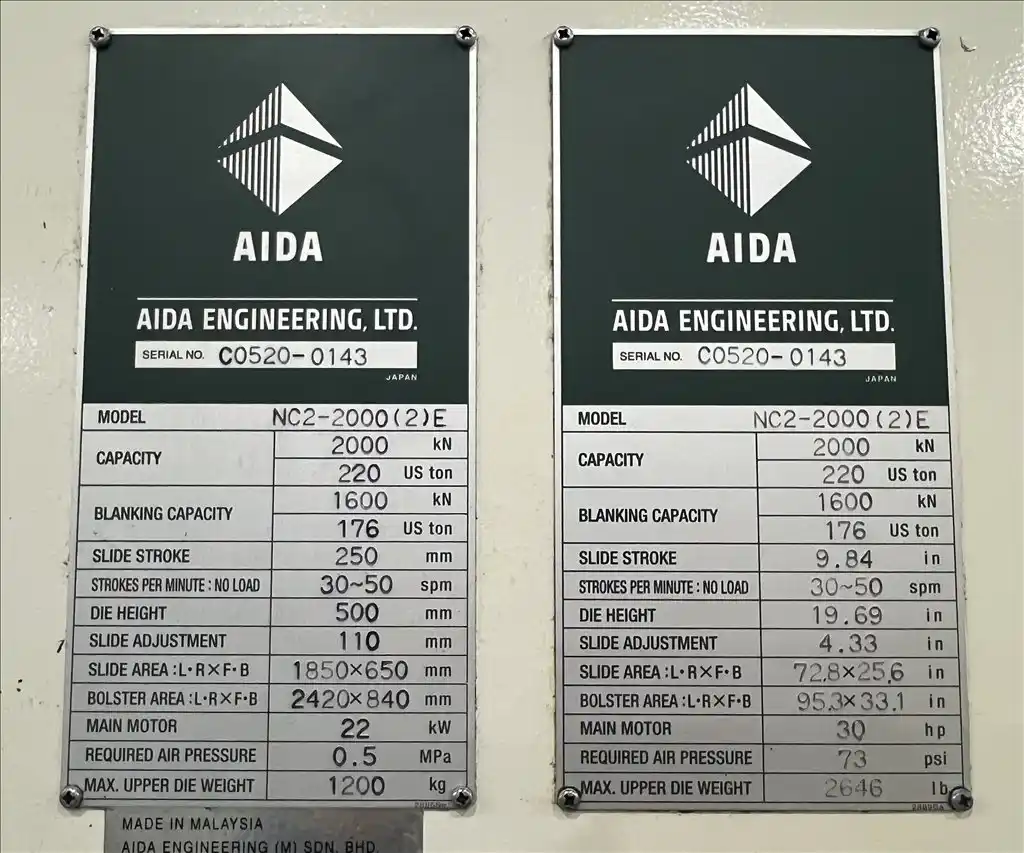 AIDA
AIDA ENGINEERING, LTD.
SERIAL NO. C0520-0143
JAPAN
MODEL NC2-2000(2)E
CAPACITY 2000 kN
220 US ton
BLANKING CAPACITY 1600 kN
176 US ton
SLIDE STROKE 250 mm
STROKES PER MINUTE : NO LOAD 30~50 spm
DIE HEIGHT 500 mm
SLIDE ADJUSTMENT 110 mm
SLIDE AREA :L·R×F·B 1850×650 mm
BOLSTER AREA :L·R×F·B 2420×840 mm
MAIN MOTOR 22 kW
REQUIRED AIR PRESSURE 0.5 MPa
MAX. UPPER DIE WEIGHT 1200 kg
MADE IN MALAYSIA
AIDA ENGINEERING (M) SDN. BHD.
AIDA
AIDA ENGINEERING, LTD.
SERIAL NO. C0520-0143
JAPAN
MODEL NC2-2000(2)E
CAPACITY 2000 kN
220 US ton
BLANKING CAPACITY 1600 kN
176 US ton
SLIDE STROKE 9.84 in
STROKES PER MINUTE : NO LOAD 30~50 spm
DIE HEIGHT 19.69 in
SLIDE ADJUSTMENT 4.33 in
SLIDE AREA :L·R×F·B 72.8×25.6 in
BOLSTER AREA :L·R×F·B 95.3×33.1 in
MAIN MOTOR 30 hp
REQUIRED AIR PRESSURE 73 psi
MAX. UPPER DIE WEIGHT 2646 lb